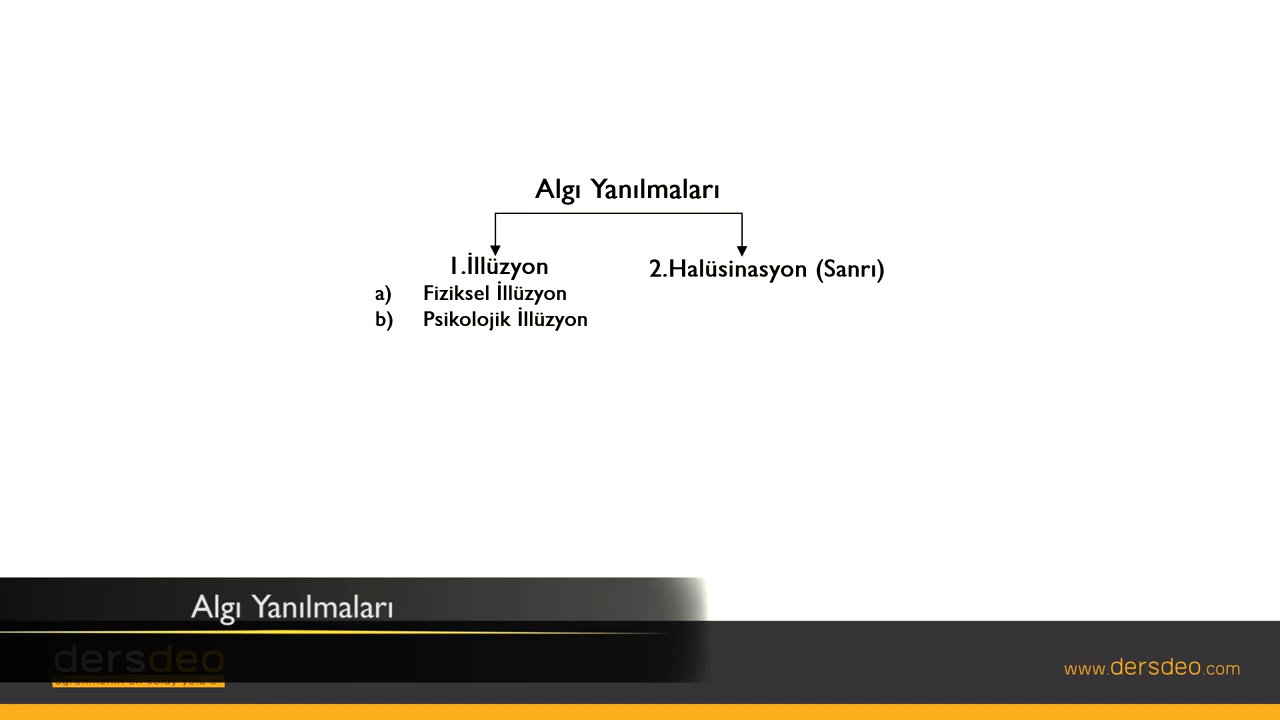 Algı Yanılmaları
1.İllüzyon
a) Fiziksel İllüzyon
b) Psikolojik İllüzyon
2.Halüsinasyon (Sanrı)
Algı Yanılmaları
dersdeo
www.dersdeo.com